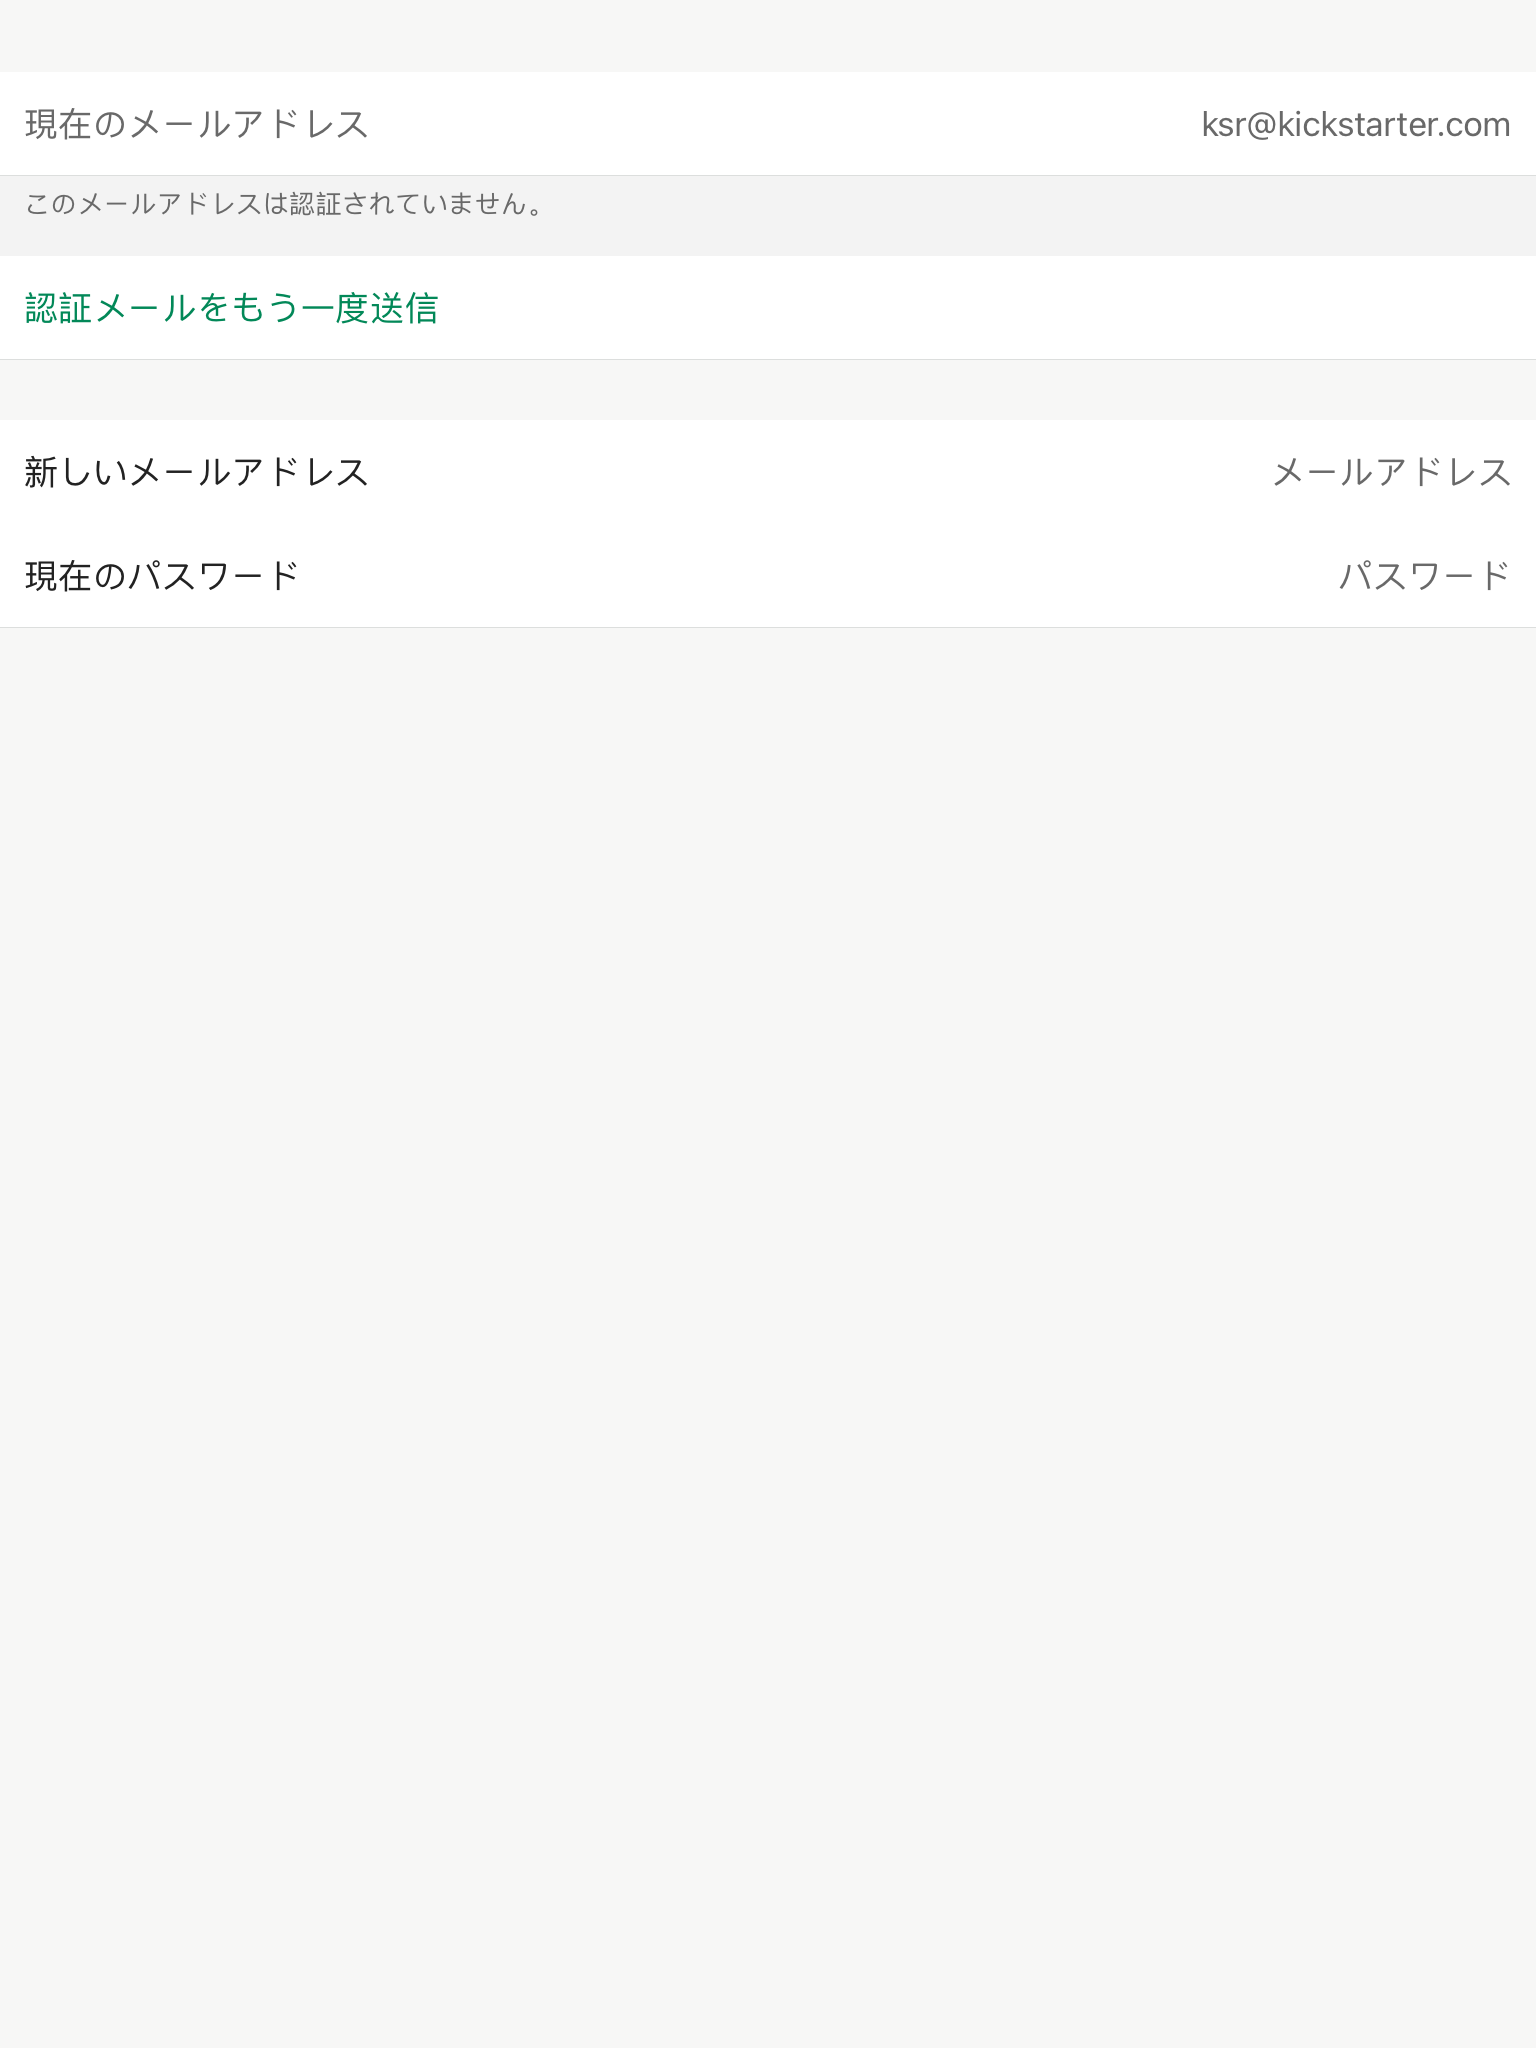 現在のメールアドレス ksr@kickstarter.com
このメールアドレスは認証されていません。
認証メールをもう一度送信
新しいメールアドレス メールアドレス
現在のパスワード パスワード